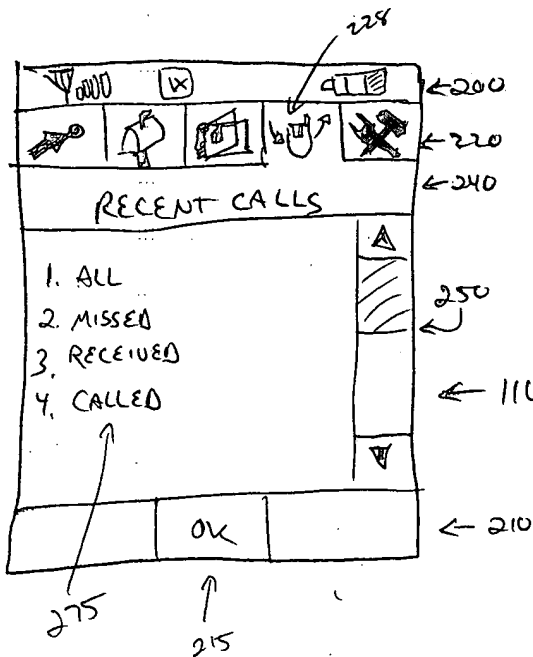 228
200
220
240
RECENT CALLS
1. ALL
2. MISSED
3. RECEIVED
4. CALLED
250
111
OK
210
275
215